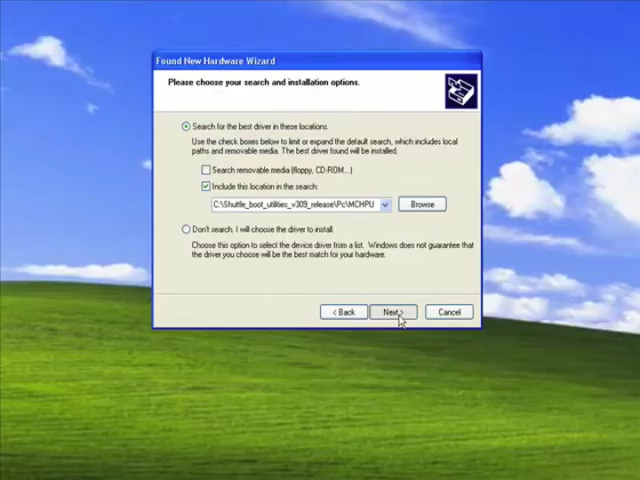 Found New Hardware Wizard
Please choose your search and installation options.
Search for the best driver in these locations.
Use the check boxes below to limit or expand the default search, which includes local
paths and removable media. The best driver found will be installed.
Search removable media (floppy, CD-ROM...)
Include this location in the search:
C:\Shuttle_boot_utilities_v309_release\Pc\MCHPU
Browse
Don't search. I will choose the driver to install.
Choose this option to select the device driver from a list. Windows does not guarantee that
the driver you choose will be the best match for your hardware.
< Back
Next >
Cancel